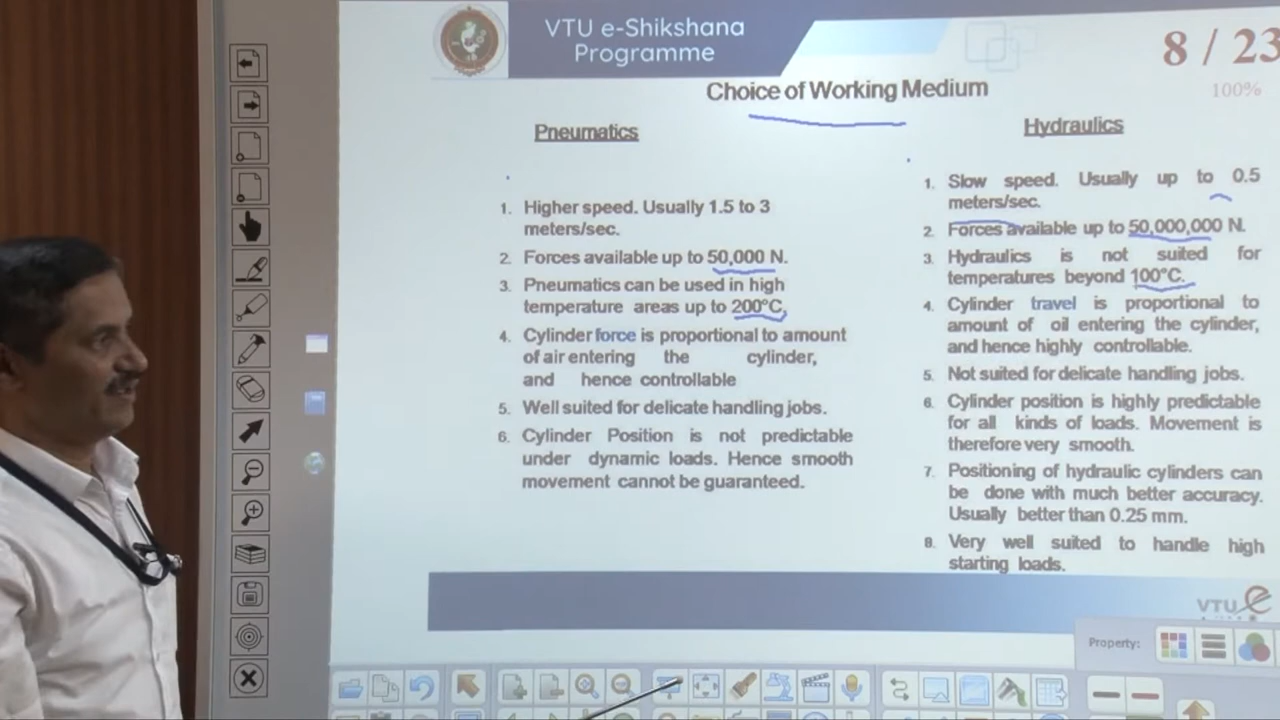 VTU e-Shikshana
Programme
8 / 23
100%
Choice of Working Medium
Pneumatics
1. Higher speed. Usually 1.5 to 3
meters/sec.
2. Forces available up to 50,000 N.
3. Pneumatics can be used in high
temperature areas up to 200°C,
4. Cylinder force is proportional to amount
of air entering the cylinder,
and hence controllable
5. Well suited for delicate handling jobs.
6. Cylinder Position is not predictable
under dynamic loads. Hence smooth
movement cannot be guaranteed.
Hydraulics
1. Slow speed. Usually up to 0.5
meters/sec.
2. Forces available up to 50,000,000 N.
3. Hydraulics is not suited for
temperatures beyond 100°C.
4. Cylinder travel is proportional to
amount of oil entering the cylinder,
and hence highly controllable.
5. Not suited for delicate handling jobs.
6. Cylinder position is highly predictable
for all kinds of loads. Movement is
therefore very smooth.
7. Positioning of hydraulic cylinders can
be done with much better accuracy.
Usually better than 0.25 mm.
8. Very well suited to handle high
starting loads.
VTU e
Property: